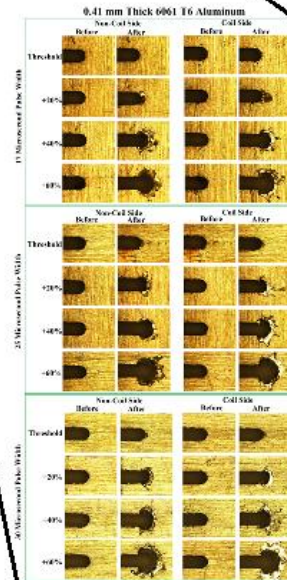 0.41 mm Thick 6061 T6 Aluminum
Non-Coil Side Coil Side
Before After Before After
Threshold
+20%
+40%
+60%
Microsecond Pulse Width
Non-Coil Side Coil Side
Before After Before After
Threshold
+20%
+40%
+60%
25 Microsecond Pulse Width
Non-Coil Side Coil Side
Before After Before After
Threshold
+20%
+40%
+60%
30 Microsecond Pulse Width